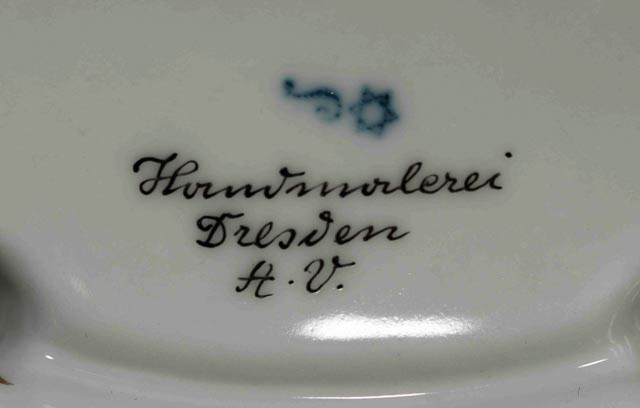 Handmalerei
Dresden
A. V.